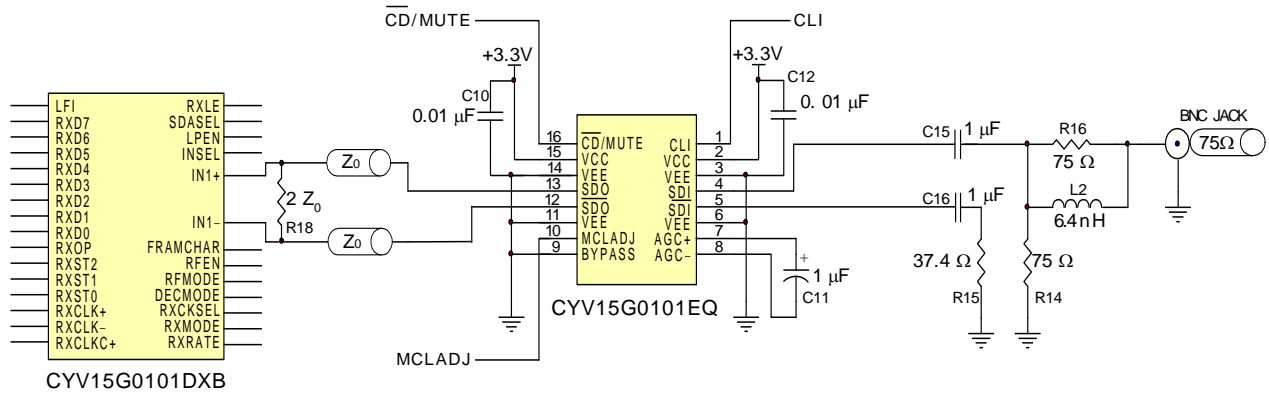 CD/MUTE
CLI
+3.3V
+3.3V
C10
0.01 µF
C12
0. 01 µF
LFI
RXD7
RXD6
RXD5
RXD4
RXD3
RXD2
RXD1
RXD0
RXOP
RXST2
RXST1
RXST0
RXCLK+
RXCLK–
RXCLKC+
RXLE
SDASEL
LPEN
INSEL
IN1+
IN1–
FRAMCHAR
RFEN
RFMODE
DECMODE
RXCKSEL
RXMODE
RXRATE
CYV15G0101DXB
Z0
2 Z0
R18
Z0
16
15
14
13
12
11
10
9
CD/MUTE
VCC
VEE
SDO
SDO
VEE
MCLADJ
BYPASS
CLI
VCC
VEE
SDI
SDI
VEE
AGC+
AGC–
1
2
3
4
5
6
7
8
CYV15G0101EQ
MCLADJ
+
1 µF
C11
C15
1 µF
C16
1 µF
37.4 Ω
R15
75 Ω
R14
R16
75 Ω
L2
6.4nH
BNC JACK
75Ω